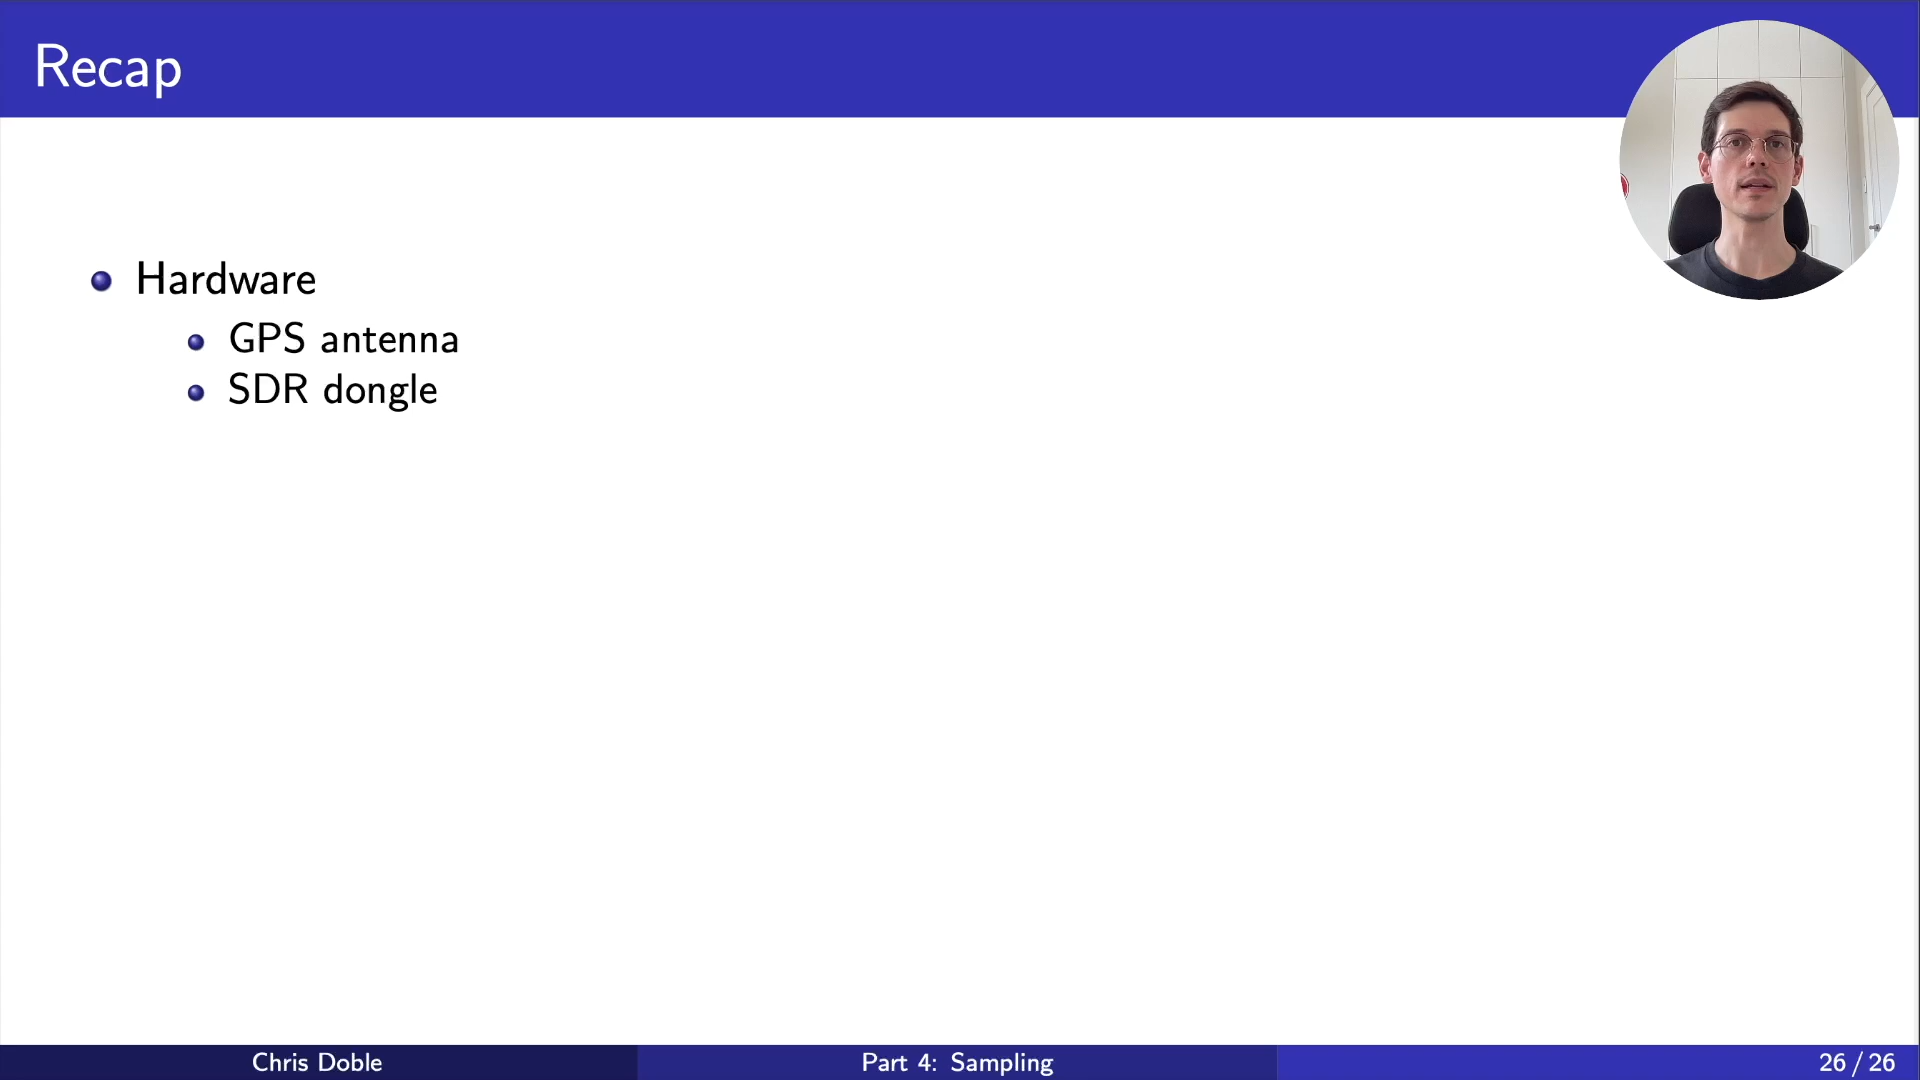 Recap
Hardware
GPS antenna
SDR dongle
Chris Doble
Part 4: Sampling
26 / 26